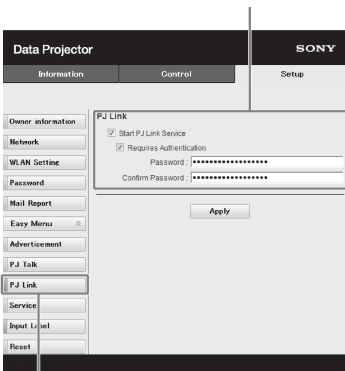 Data Projector
SONY
Information
Control
Setup
Owner information
Network
WLAN Setting
Password
Mail Report
Easy Menu
Advertisement
PJ Talk
PJ Link
Service
Input Label
Reset
PJ Link
Start PJ Link Service
Requires Authentication
Password :
Confirm Password :
Apply